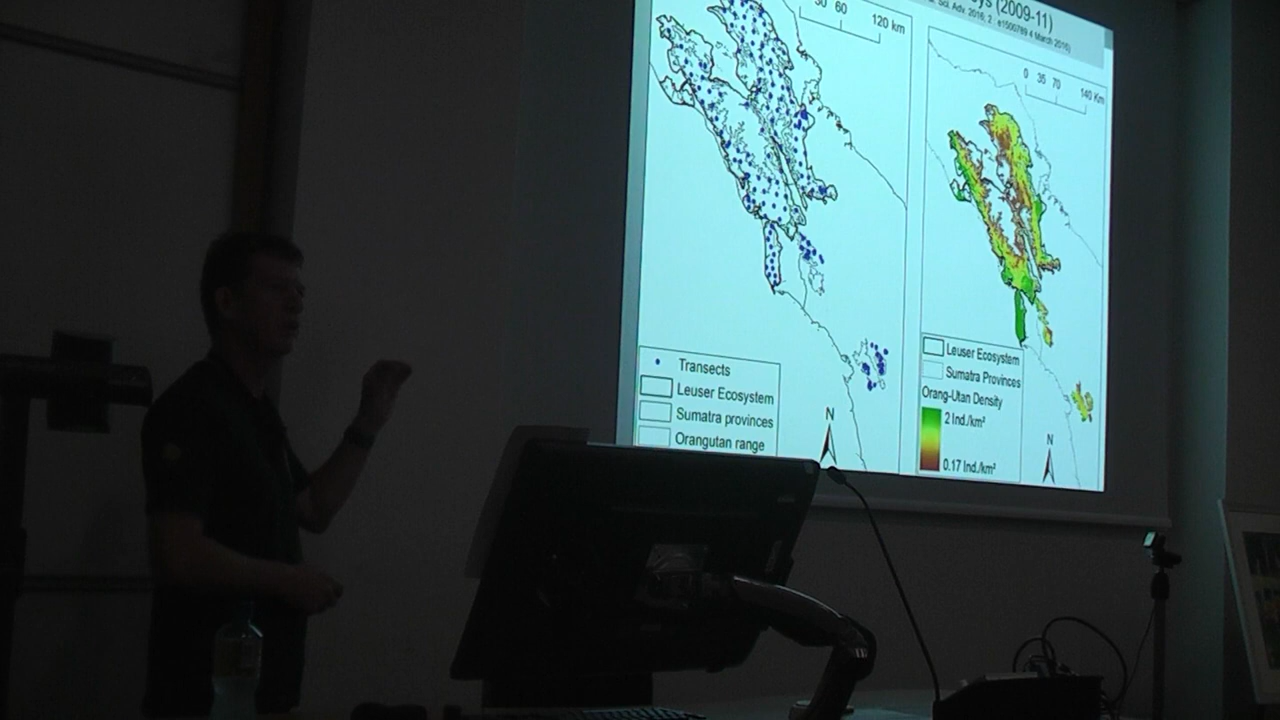 ys (2009-11)
Sci. Adv. 2016; 2 : e1500789 4 March 2016)
30 60 120 km
0 35 70 140 Km
Transects
Leuser Ecosystem
Sumatra provinces
Orangutan range
N
Leuser Ecosystem
Sumatra Provinces
Orang-Utan Density
2 Ind./km²
0.17 Ind./km²
N